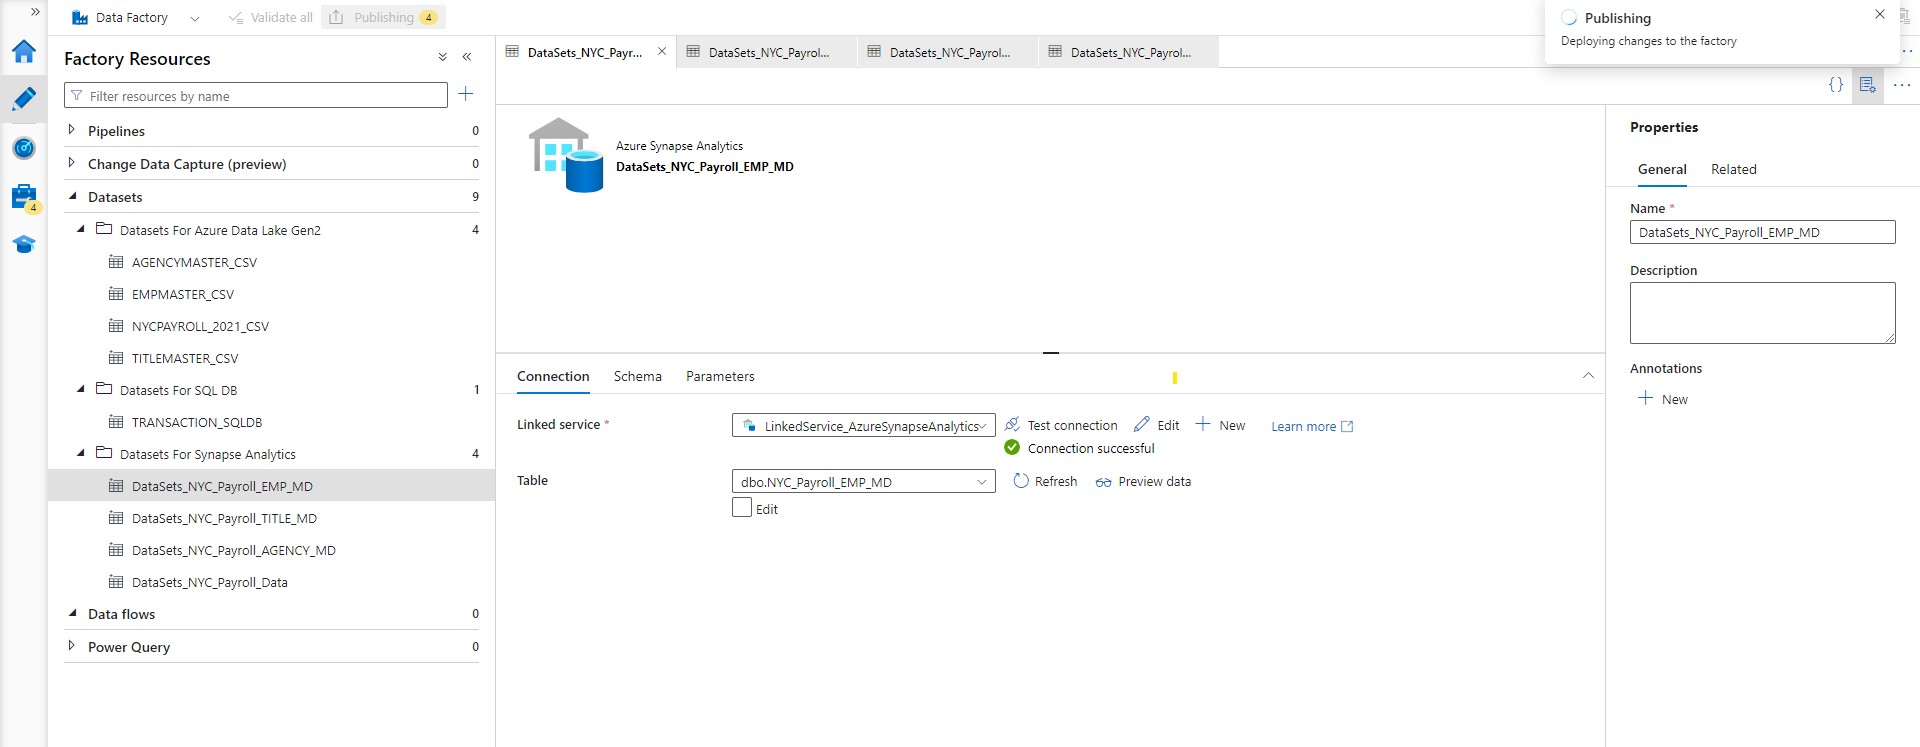 Data Factory
Validate all
Publishing 4
Publishing
Deploying changes to the factory
Factory Resources
Filter resources by name
Pipelines 0
Change Data Capture (preview) 0
Datasets 9
Datasets For Azure Data Lake Gen2 4
AGENCYMASTER_CSV
EMPMASTER_CSV
NYCPAYROLL_2021_CSV
TITLEMASTER_CSV
Datasets For SQL DB 1
TRANSACTION_SQLDB
Datasets For Synapse Analytics 4
DataSets_NYC_Payroll_EMP_MD
DataSets_NYC_Payroll_TITLE_MD
DataSets_NYC_Payroll_AGENCY_MD
DataSets_NYC_Payroll_Data
Data flows 0
Power Query 0
4
DataSets_NYC_Payr...
DataSets_NYC_Payrol...
DataSets_NYC_Payrol...
DataSets_NYC_Payrol...
Azure Synapse Analytics
DataSets_NYC_Payroll_EMP_MD
Connection
Schema
Parameters
Linked service *
LinkedService_AzureSynapseAnalytics
Test connection
Edit
New
Learn more
Connection successful
Table
dbo.NYC_Payroll_EMP_MD
Refresh
Preview data
Edit
Properties
General
Related
Name *
DataSets_NYC_Payroll_EMP_MD
Description
Annotations
New